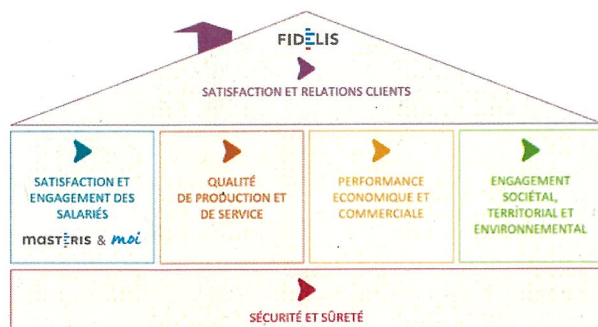 FIDELIS
SATISFACTION ET RELATIONS CLIENTS
SATISFACTION ET
ENGAGEMENT DES
SALARIÉS
masTERIS & moi
QUALITÉ
DE PRODUCTION ET
DE SERVICE
PERFORMANCE
ECONOMIQUE ET
COMMERCIALE
ENGAGEMENT
SOCIÉTAL,
TERRITORIAL ET
ENVIRONNEMENTAL
SÉCURITÉ ET SÛRETÉ